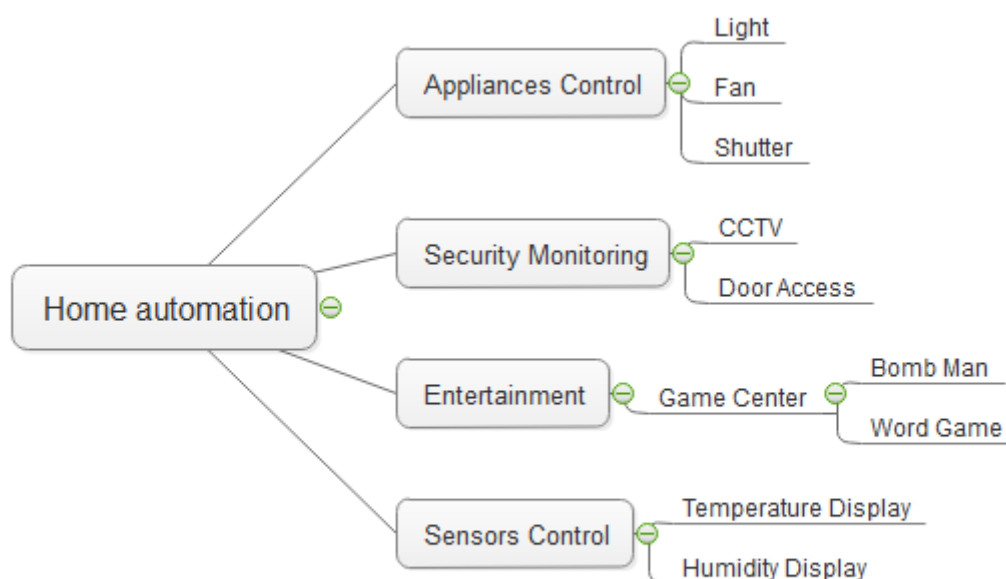 Home automation
Appliances Control
Light
Fan
Shutter
Security Monitoring
CCTV
Door Access
Entertainment
Game Center
Bomb Man
Word Game
Sensors Control
Temperature Display
Humidity Display